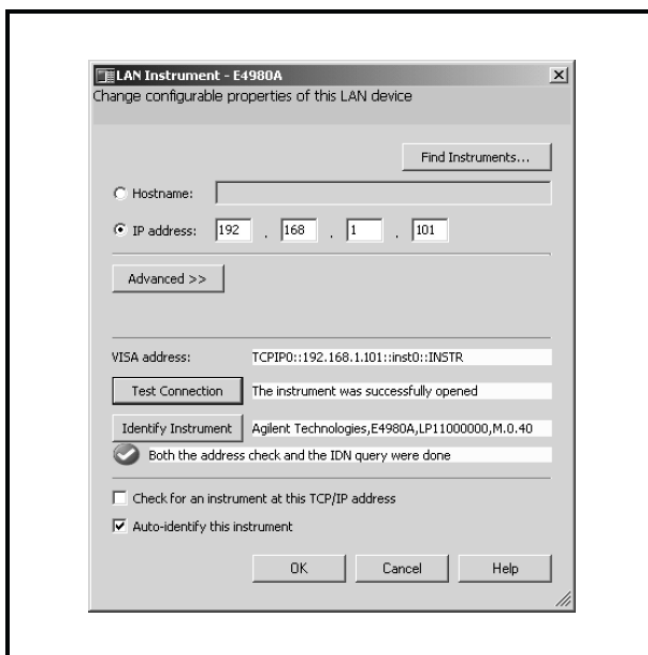 LAN Instrument - E4980A
Change configurable properties of this LAN device
Find Instruments...
Hostname:
IP address: 192 . 168 . 1 . 101
Advanced >>
VISA address: TCPIP0::192.168.1.101::inst0::INSTR
Test Connection The instrument was successfully opened
Identify Instrument Agilent Technologies,E4980A,LP11000000,M.0.40
Both the address check and the IDN query were done
Check for an instrument at this TCP/IP address
Auto-identify this instrument
OK Cancel Help